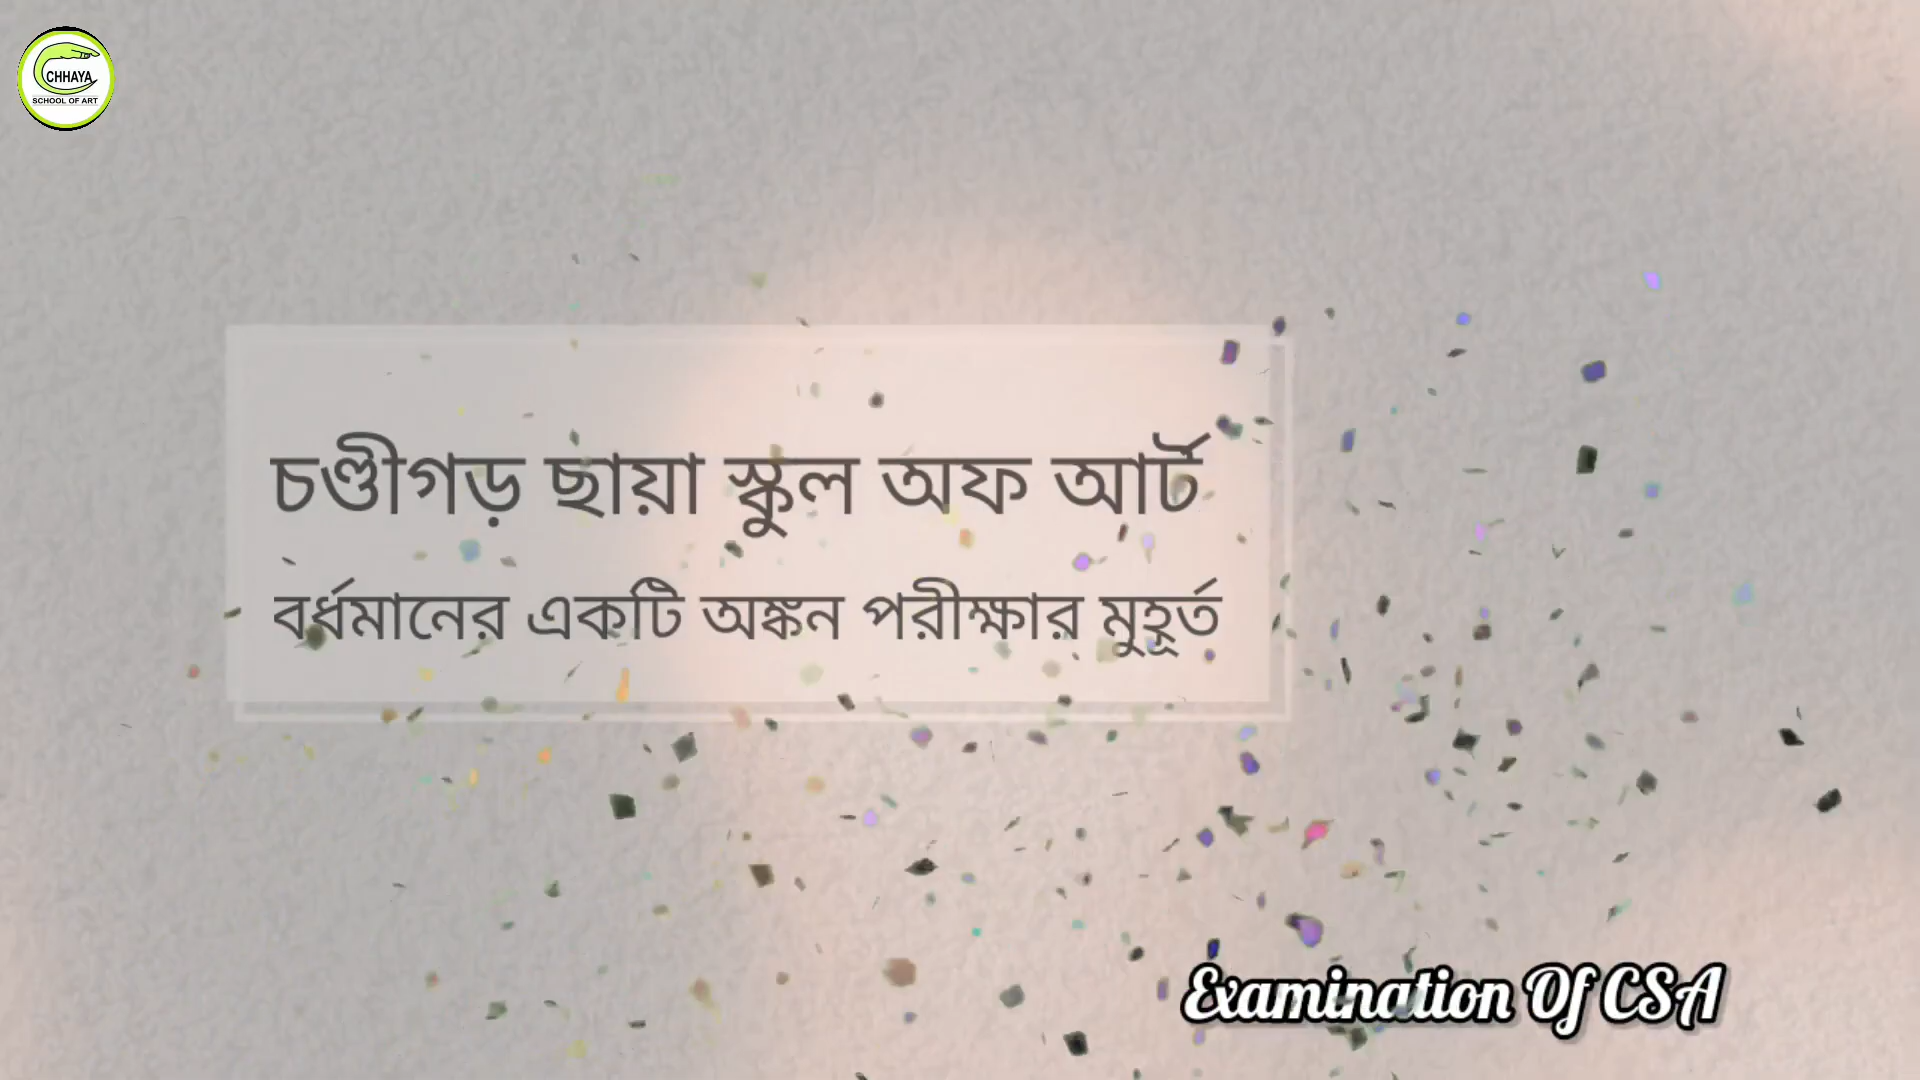 CHHAYA
SCHOOL OF ART
চণ্ডীগড় ছায়া স্কুল অফ আর্ট
বর্ধমানের একটি অঙ্কন পরীক্ষার মুহূর্ত
Examination Of CSA